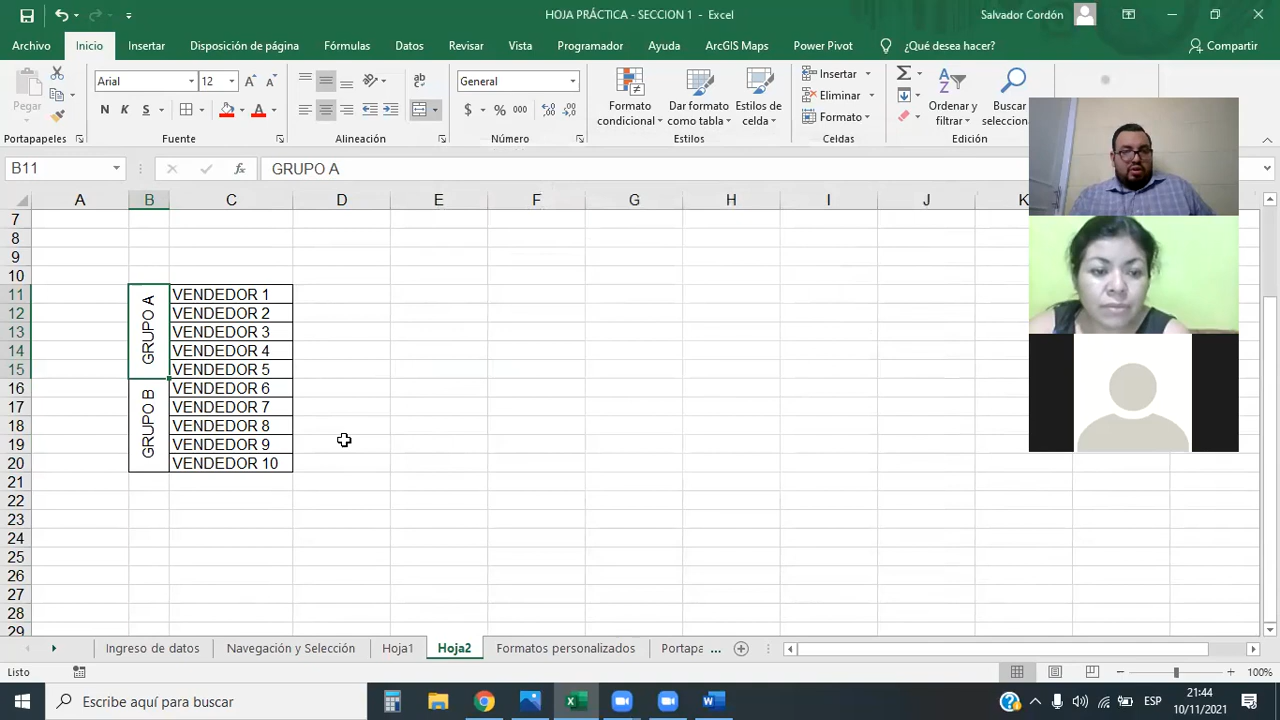 HOJA PRÁCTICA - SECCION 1 - Excel
Salvador Cordón
Archivo Inicio Insertar Disposición de página Fórmulas Datos Revisar Vista Programador Ayuda ArcGIS Maps Power Pivot ¿Qué desea hacer? Compartir
Pegar
Arial 12
N K S
General
$ % 000
Formato condicional
Dar formato como tabla
Estilos de celda
Insertar
Eliminar
Formato
Ordenar y filtrar
Buscar selecciona
Portapapeles Fuente Alineación Número Estilos Celdas Edición
B11 fx GRUPO A
A B C D E F G H I J K
7
8
9
10
11 VENDEDOR 1
12 VENDEDOR 2
13 VENDEDOR 3
14 VENDEDOR 4
15 VENDEDOR 5
GRUPO A
16 VENDEDOR 6
17 VENDEDOR 7
18 VENDEDOR 8
19 VENDEDOR 9
20 VENDEDOR 10
GRUPO B
21
22
23
24
25
26
27
28
29
Ingreso de datos Navegación y Selección Hoja1 Hoja2 Formatos personalizados Portapa ...
Listo 100%
Escribe aquí para buscar
ESP
21:44
10/11/2021